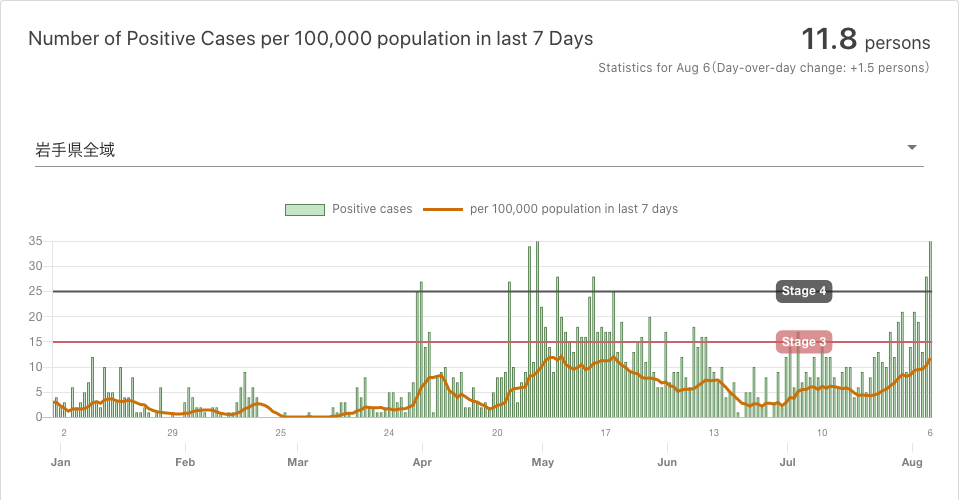 Number of Positive Cases per 100,000 population in last 7 Days
11.8 persons
Statistics for Aug 6(Day-over-day change: +1.5 persons)
岩手県全域
Positive cases
per 100,000 population in last 7 days
35
30
25
20
15
10
5
0
Stage 4
Stage 3
2 29 25 24 20 17 13 10 6
Jan Feb Mar Apr May Jun Jul Aug